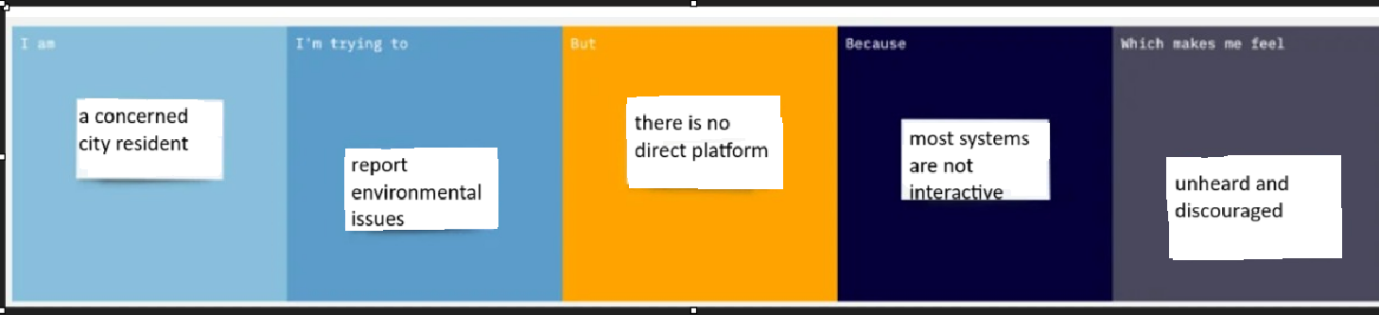 I am
a concerned
city resident
I'm trying to
report
environmental
issues
But
there is no
direct platform
Because
most systems
are not
interactive
Which makes me feel
unheard and
discouraged